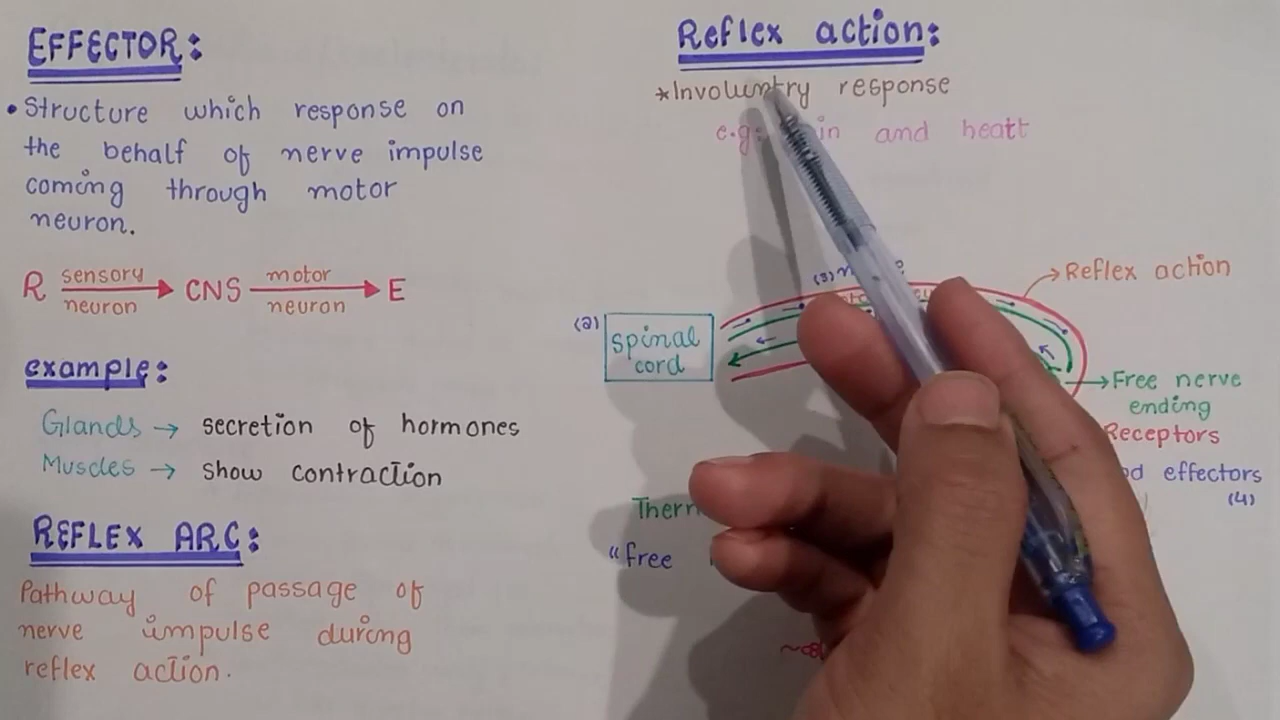 EFFECTOR:
• Structure which response on
the behalf of nerve impulse
coming through motor
neuron.
R sensory neuron → CNS motor neuron → E
example:
Glands → secretion of hormones
Muscles → show contraction
REFLEX ARC:
Pathway of passage of
nerve impulse during
reflex action.
Reflex action:
*Involuntry response
e.g: and heatt
(3)
→ Reflex action
(2)
spinal
cord
→ Free nerve
ending
Receptors
effectors
(4)
"free